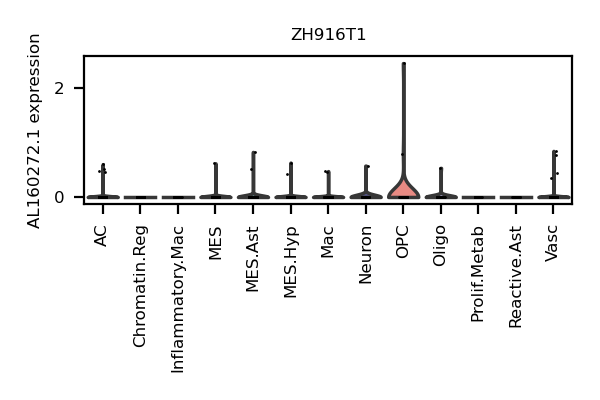 ZH916T1
AL160272.1 expression
2
0
AC
Chromatin.Reg
Inflammatory.Mac
MES
MES.Ast
MES.Hyp
Mac
Neuron
OPC
Oligo
Prolif.Metab
Reactive.Ast
Vasc